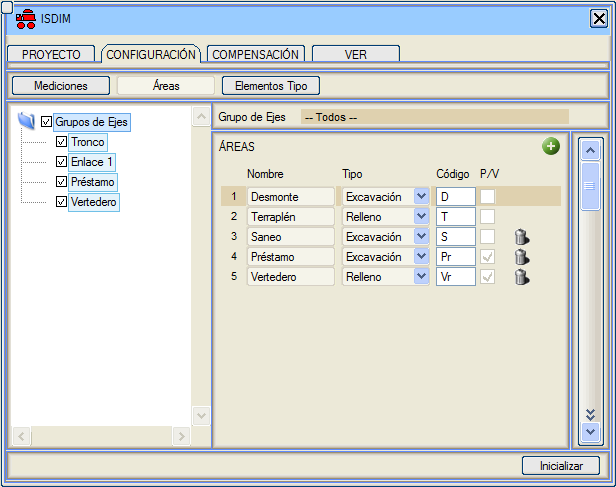 ISDIM
PROYECTO CONFIGURACIÓN COMPENSACIÓN VER
Mediciones Áreas Elementos Tipo
Grupos de Ejes
Tronco
Enlace 1
Préstamo
Vertedero
Grupo de Ejes -- Todos --
ÁREAS
Nombre Tipo Código P/V
1 Desmonte Excavación D
2 Terraplén Relleno T
3 Saneo Excavación S
4 Préstamo Excavación Pr
5 Vertedero Relleno Vr
Inicializar